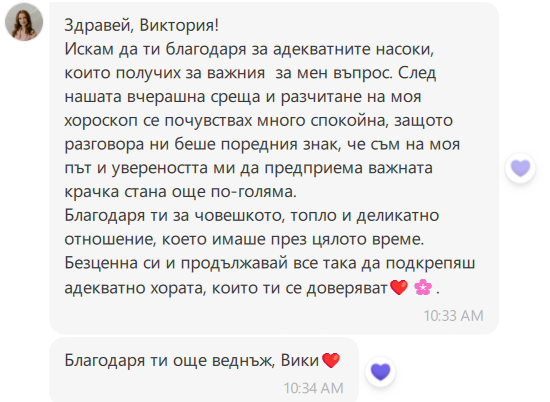 Здравей, Виктория!
Искам да ти благодаря за адекватните насоки,
които получих за важния  за мен въпрос. След
нашата вчерашна среща и разчитане на моя
хороскоп се почувствах много спокойна, защото
разговора ни беше поредния знак, че съм на моя
път и увереността ми да предприема важната
крачка стана още по-голяма.
Благодаря ти за човешкото, топло и деликатно
отношение, което имаше през цялото време.
Безценна си и продължавай все така да подкрепяш
адекватно хората, които ти се доверяват❤️🌸.
10:33 AM
Благодаря ти още веднъж, Вики❤️
10:34 AM